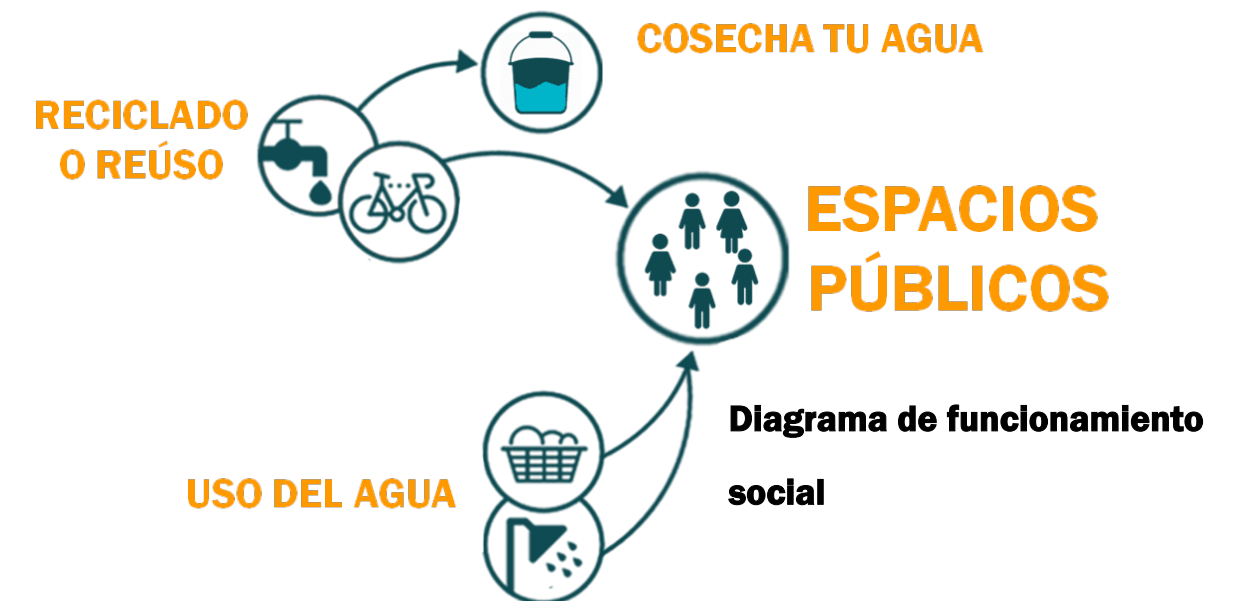 COSECHA TU AGUA
RECICLADO
O REÚSO
ESPACIOS
PÚBLICOS
Diagrama de funcionamiento
social
USO DEL AGUA